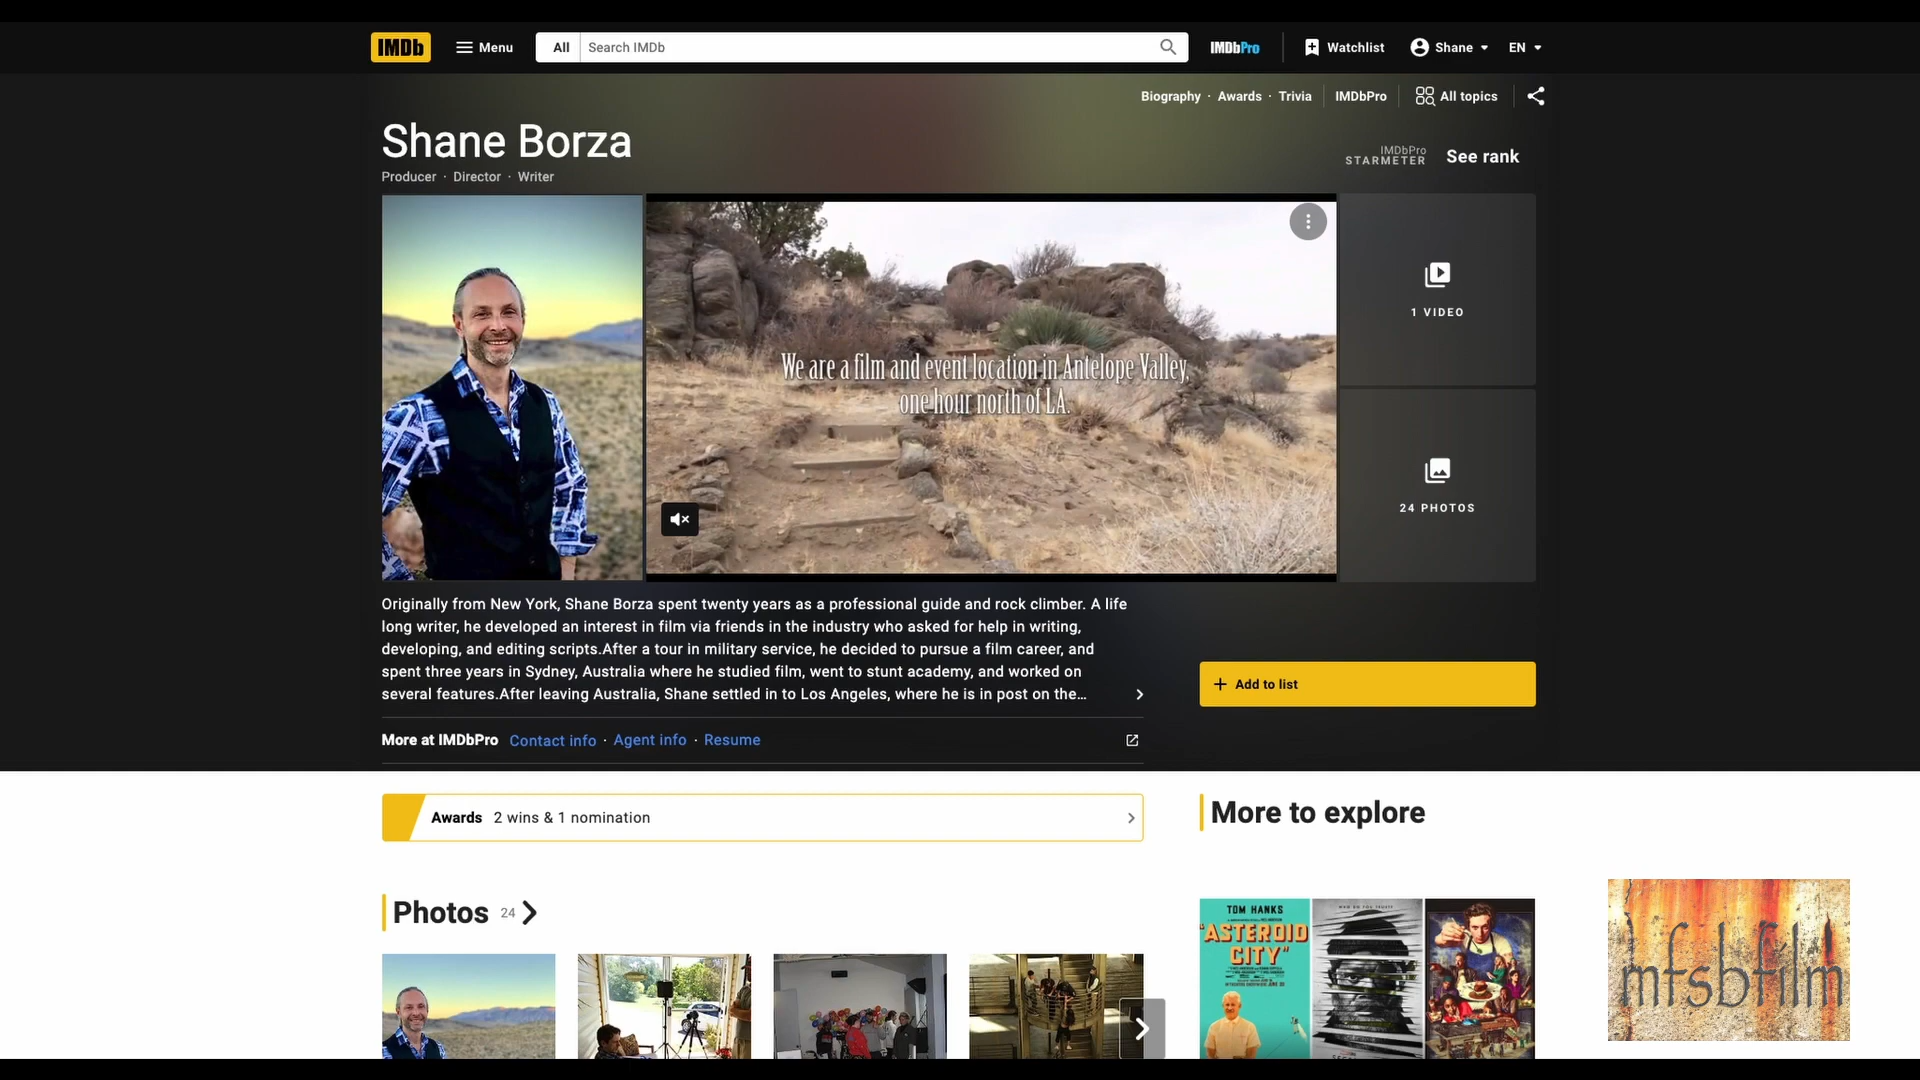 IMDb
Menu
All
Search IMDb
IMDbPro
Watchlist
Shane
EN
Biography · Awards · Trivia
IMDbPro
All topics
Shane Borza
Producer · Director · Writer
IMDbPro
STARMETER
See rank
We are a film and event location in Antelope Valley,
one hour north of LA.
1 VIDEO
24 PHOTOS
Originally from New York, Shane Borza spent twenty years as a professional guide and rock climber. A life
long writer, he developed an interest in film via friends in the industry who asked for help in writing,
developing, and editing scripts.After a tour in military service, he decided to pursue a film career, and
spent three years in Sydney, Australia where he studied film, went to stunt academy, and worked on
several features.After leaving Australia, Shane settled in to Los Angeles, where he is in post on the...
Add to list
More at IMDbPro Contact info · Agent info · Resume
Awards 2 wins & 1 nomination
More to explore
Photos 24
TOM HANKS
"ASTEROID
CITY"
mfsbfilm